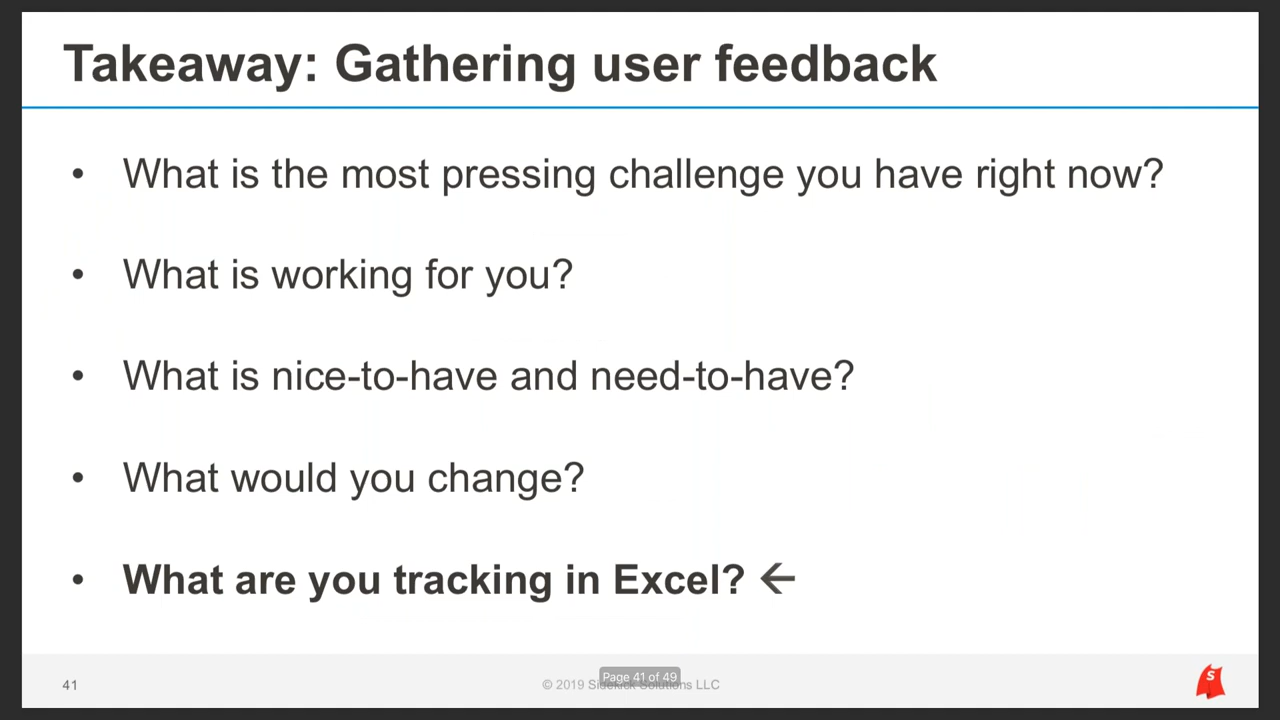 Takeaway: Gathering user feedback
• What is the most pressing challenge you have right now?
• What is working for you?
• What is nice-to-have and need-to-have?
• What would you change?
• What are you tracking in Excel? ←
41
Page 41 of 49
© 2019 Sidekick Solutions LLC
S